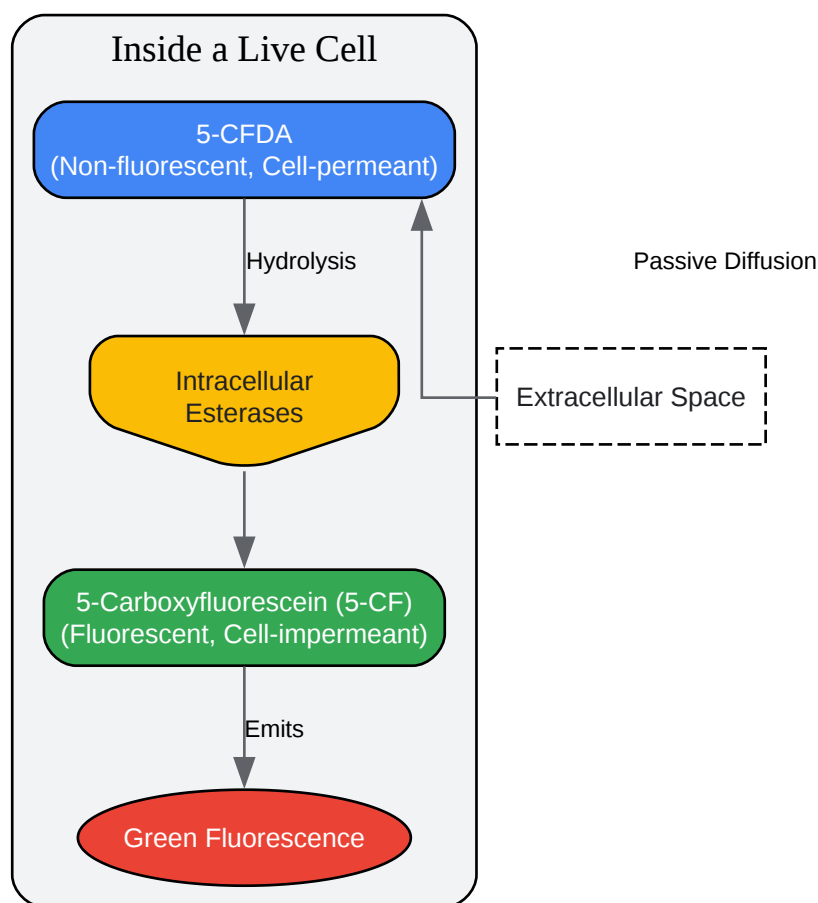 Inside a Live Cell
5-CFDA
(Non-fluorescent, Cell-permeant)
Hydrolysis
Passive Diffusion
Intracellular
Esterases
Extracellular Space
5-Carboxyfluorescein (5-CF)
(Fluorescent, Cell-impermeant)
Emits
Green Fluorescence